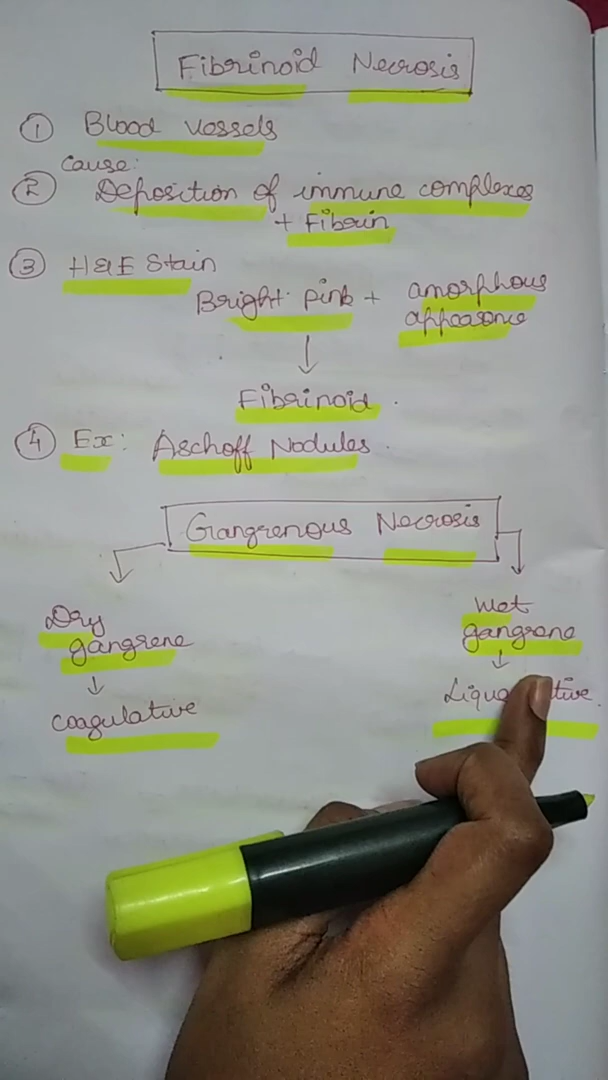 Fibrinoid Necrosis
① Blood vessels
cause:
② Deposition of immune complexes
+ Fibrin
③ H&E Stain
Bright pink + amorphous
appearance
↓
Fibrinoid.
④ Ex: Aschoff Nodules.
Gangrenous Necrosis
Dry
gangrene
↓
Coagulative
Wet
gangrene
↓